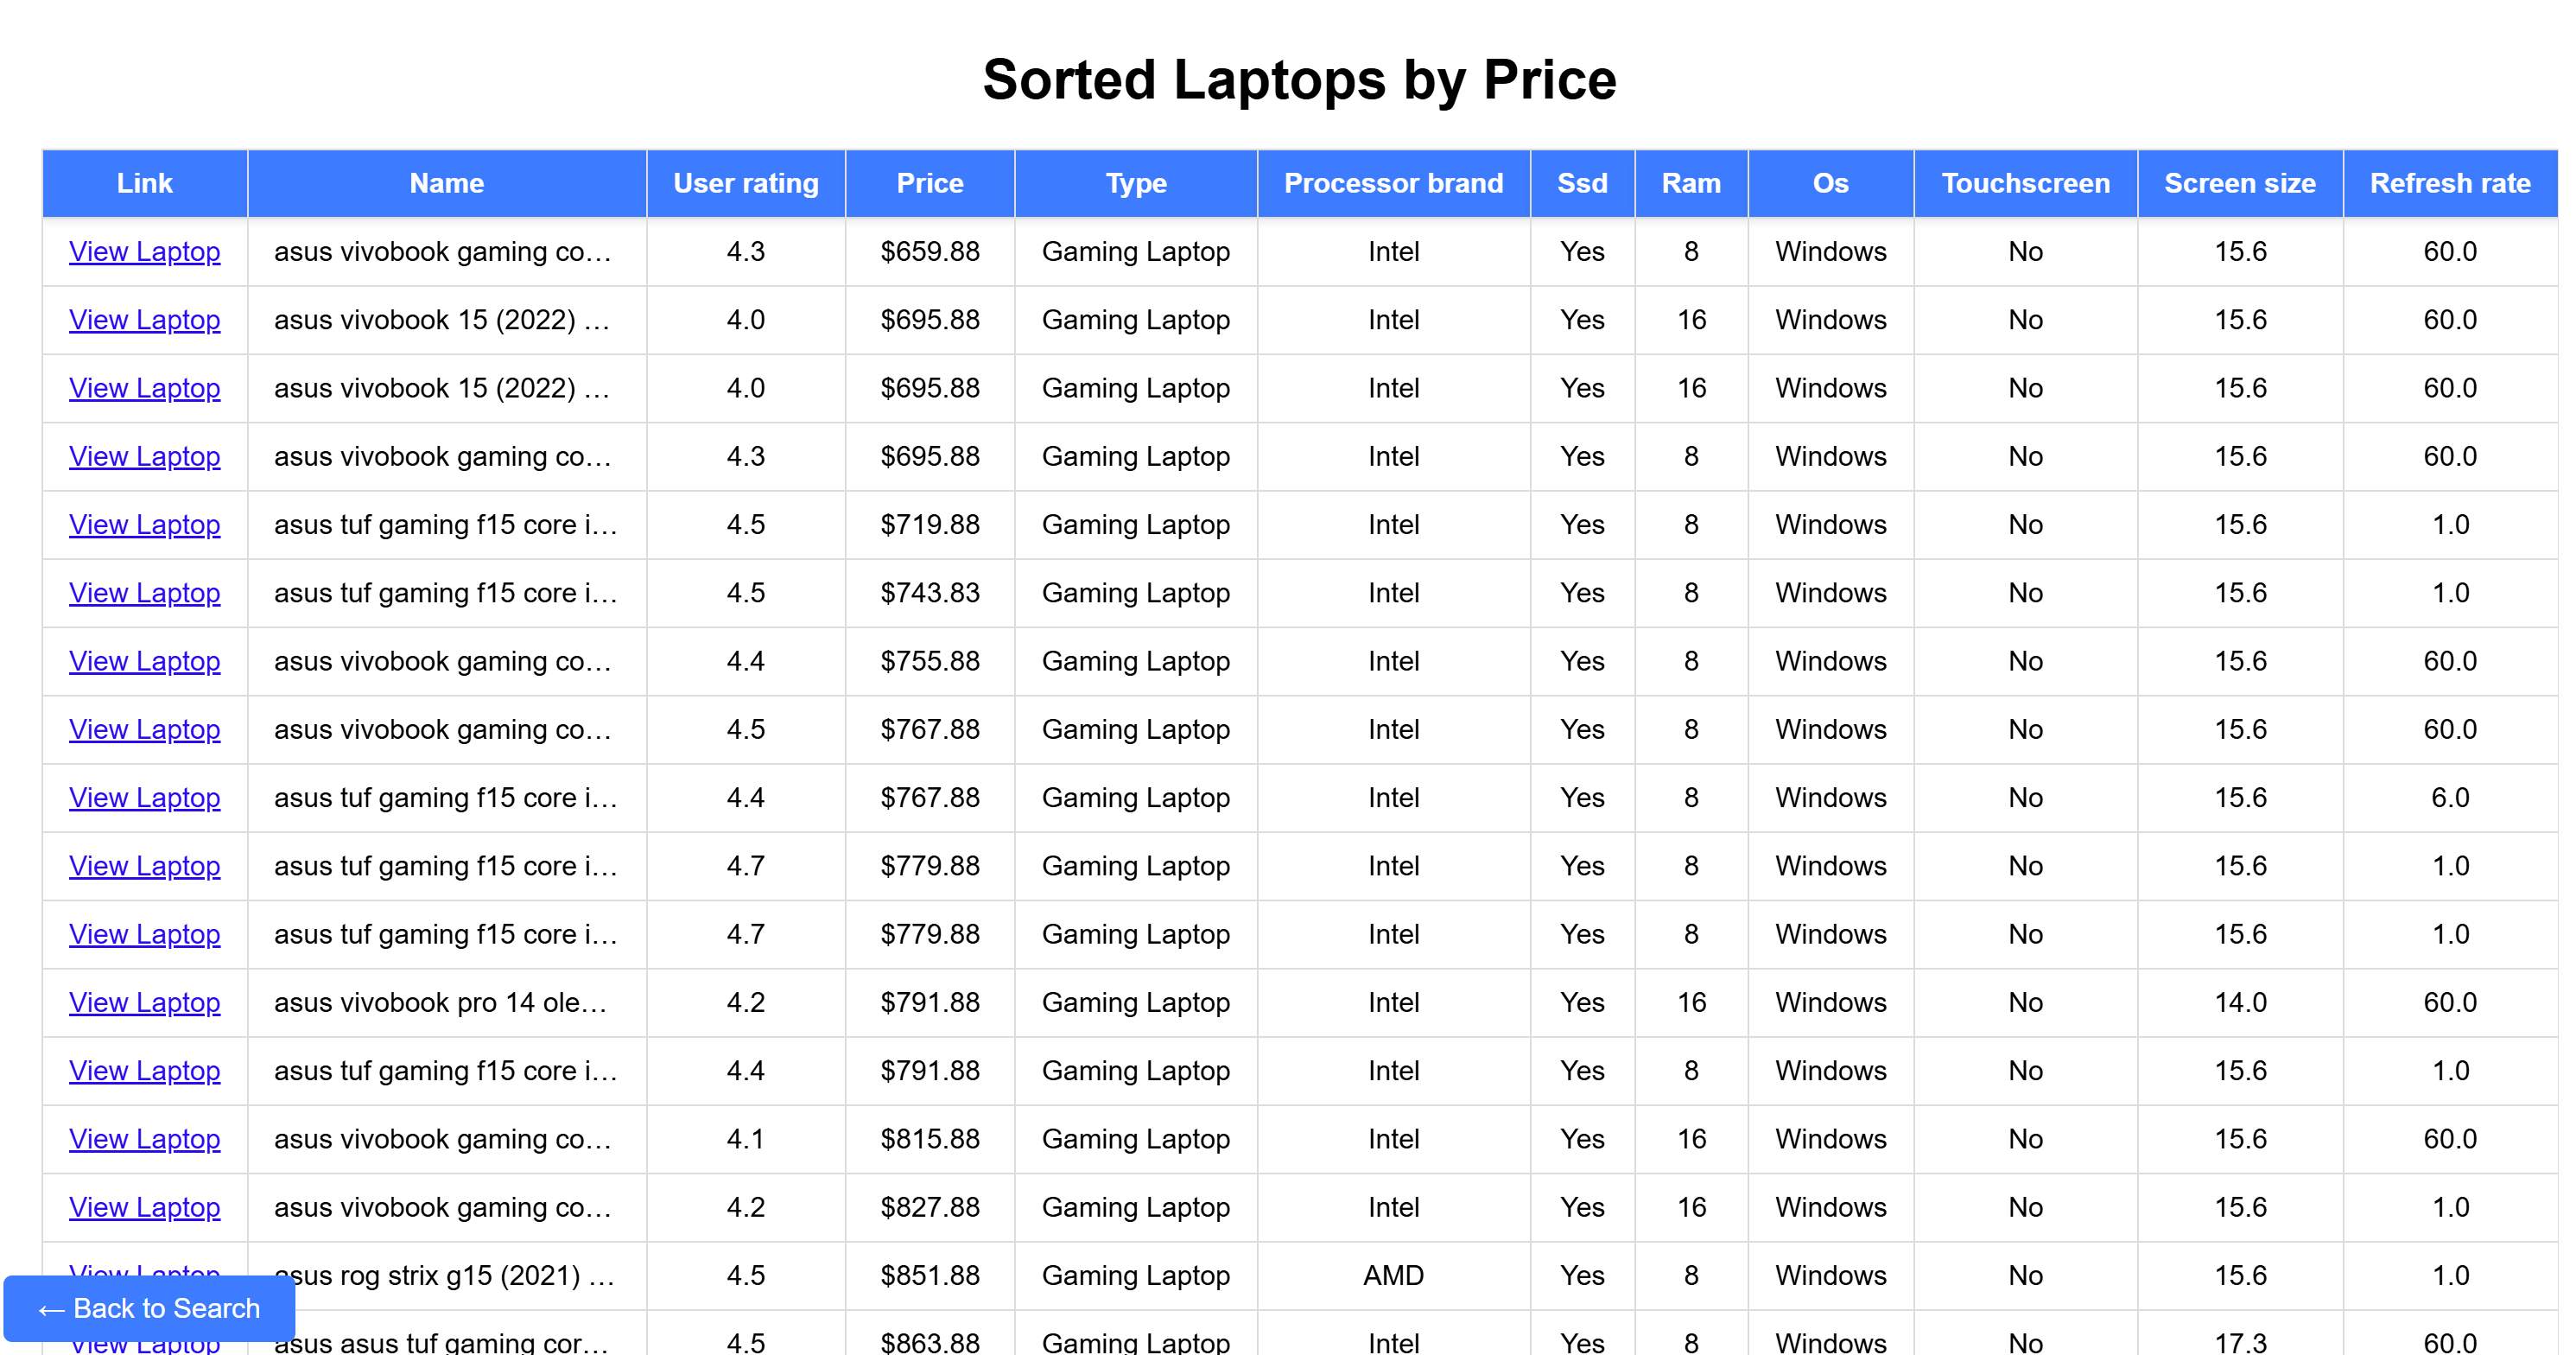 Sorted Laptops by Price
Link Name User rating Price Type Processor brand Ssd Ram Os Touchscreen Screen size Refresh rate
View Laptop asus vivobook gaming co… 4.3 $659.88 Gaming Laptop Intel Yes 8 Windows No 15.6 60.0
View Laptop asus vivobook 15 (2022) … 4.0 $695.88 Gaming Laptop Intel Yes 16 Windows No 15.6 60.0
View Laptop asus vivobook 15 (2022) … 4.0 $695.88 Gaming Laptop Intel Yes 16 Windows No 15.6 60.0
View Laptop asus vivobook gaming co… 4.3 $695.88 Gaming Laptop Intel Yes 8 Windows No 15.6 60.0
View Laptop asus tuf gaming f15 core i… 4.5 $719.88 Gaming Laptop Intel Yes 8 Windows No 15.6 1.0
View Laptop asus tuf gaming f15 core i… 4.5 $743.83 Gaming Laptop Intel Yes 8 Windows No 15.6 1.0
View Laptop asus vivobook gaming co… 4.4 $755.88 Gaming Laptop Intel Yes 8 Windows No 15.6 60.0
View Laptop asus vivobook gaming co… 4.5 $767.88 Gaming Laptop Intel Yes 8 Windows No 15.6 60.0
View Laptop asus tuf gaming f15 core i… 4.4 $767.88 Gaming Laptop Intel Yes 8 Windows No 15.6 6.0
View Laptop asus tuf gaming f15 core i… 4.7 $779.88 Gaming Laptop Intel Yes 8 Windows No 15.6 1.0
View Laptop asus tuf gaming f15 core i… 4.7 $779.88 Gaming Laptop Intel Yes 8 Windows No 15.6 1.0
View Laptop asus vivobook pro 14 ole… 4.2 $791.88 Gaming Laptop Intel Yes 16 Windows No 14.0 60.0
View Laptop asus tuf gaming f15 core i… 4.4 $791.88 Gaming Laptop Intel Yes 8 Windows No 15.6 1.0
View Laptop asus vivobook gaming co… 4.1 $815.88 Gaming Laptop Intel Yes 16 Windows No 15.6 60.0
View Laptop asus vivobook gaming co… 4.2 $827.88 Gaming Laptop Intel Yes 16 Windows No 15.6 1.0
View Laptop asus rog strix g15 (2021) … 4.5 $851.88 Gaming Laptop AMD Yes 8 Windows No 15.6 1.0
← Back to Search
View Laptop asus asus tuf gaming cor… 4.5 $863.88 Gaming Laptop Intel Yes 8 Windows No 17.3 60.0